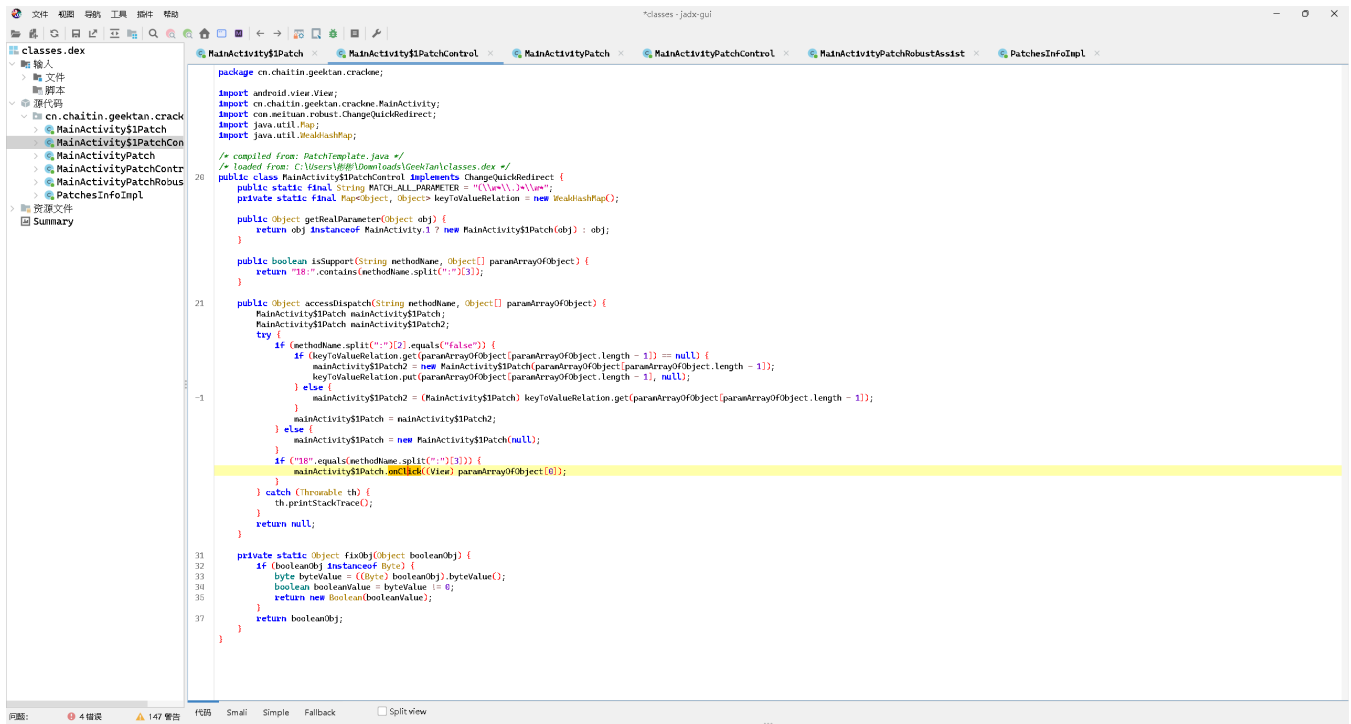 文件 视图 导航 工具 插件 帮助
*classes - jadx-gui
classes.dex
输入
文件
脚本
源代码
cn.chaitin.geektan.crack
MainActivity$1Patch
MainActivity$1PatchCon
MainActivityPatch
MainActivityPatchContr
MainActivityPatchRobus
PatchesInfoImpl
资源文件
Summary
MainActivity$1Patch
MainActivity$1PatchControl
MainActivityPatch
MainActivityPatchControl
MainActivityPatchRobustAssist
PatchesInfoImpl
package cn.chaitin.geektan.crackme;
import android.view.View;
import cn.chaitin.geektan.crackme.MainActivity;
import com.meituan.robust.ChangeQuickRedirect;
import java.util.Map;
import java.util.WeakHashMap;
/* compiled from: PatchTemplate.java */
/* loaded from: C:\Users\彬彬\Downloads\GeekTan\classes.dex */
20 public class MainActivity$1PatchControl implements ChangeQuickRedirect {
public static final String MATCH_ALL_PARAMETER = "(\\w*\\.)*\\w*";
private static final Map<Object, Object> keyToValueRelation = new WeakHashMap();
public Object getRealParameter(Object obj) {
return obj instanceof MainActivity.1 ? new MainActivity$1Patch(obj) : obj;
}
public boolean isSupport(String methodName, Object[] paramArrayOfObject) {
return "18:".contains(methodName.split(":")[3]);
}
21 public Object accessDispatch(String methodName, Object[] paramArrayOfObject) {
MainActivity$1Patch mainActivity$1Patch;
MainActivity$1Patch mainActivity$1Patch2;
try {
if (methodName.split(":")[2].equals("false")) {
if (keyToValueRelation.get(paramArrayOfObject[paramArrayOfObject.length - 1]) == null) {
mainActivity$1Patch2 = new MainActivity$1Patch(paramArrayOfObject[paramArrayOfObject.length - 1]);
keyToValueRelation.put(paramArrayOfObject[paramArrayOfObject.length - 1], null);
} else {
-1 mainActivity$1Patch2 = (MainActivity$1Patch) keyToValueRelation.get(paramArrayOfObject[paramArrayOfObject.length - 1]);
}
mainActivity$1Patch = mainActivity$1Patch2;
} else {
mainActivity$1Patch = new MainActivity$1Patch(null);
}
if ("18".equals(methodName.split(":")[3])) {
mainActivity$1Patch.onClick((View) paramArrayOfObject[0]);
}
} catch (Throwable th) {
th.printStackTrace();
}
return null;
}
31 private static Object fixObj(Object booleanObj) {
32 if (booleanObj instanceof Byte) {
33 byte byteValue = ((Byte) booleanObj).byteValue();
34 boolean booleanValue = byteValue != 0;
35 return new Boolean(booleanValue);
}
37 return booleanObj;
}
}
问题: 4 错误 147 警告
代码 Smali Simple Fallback Split view